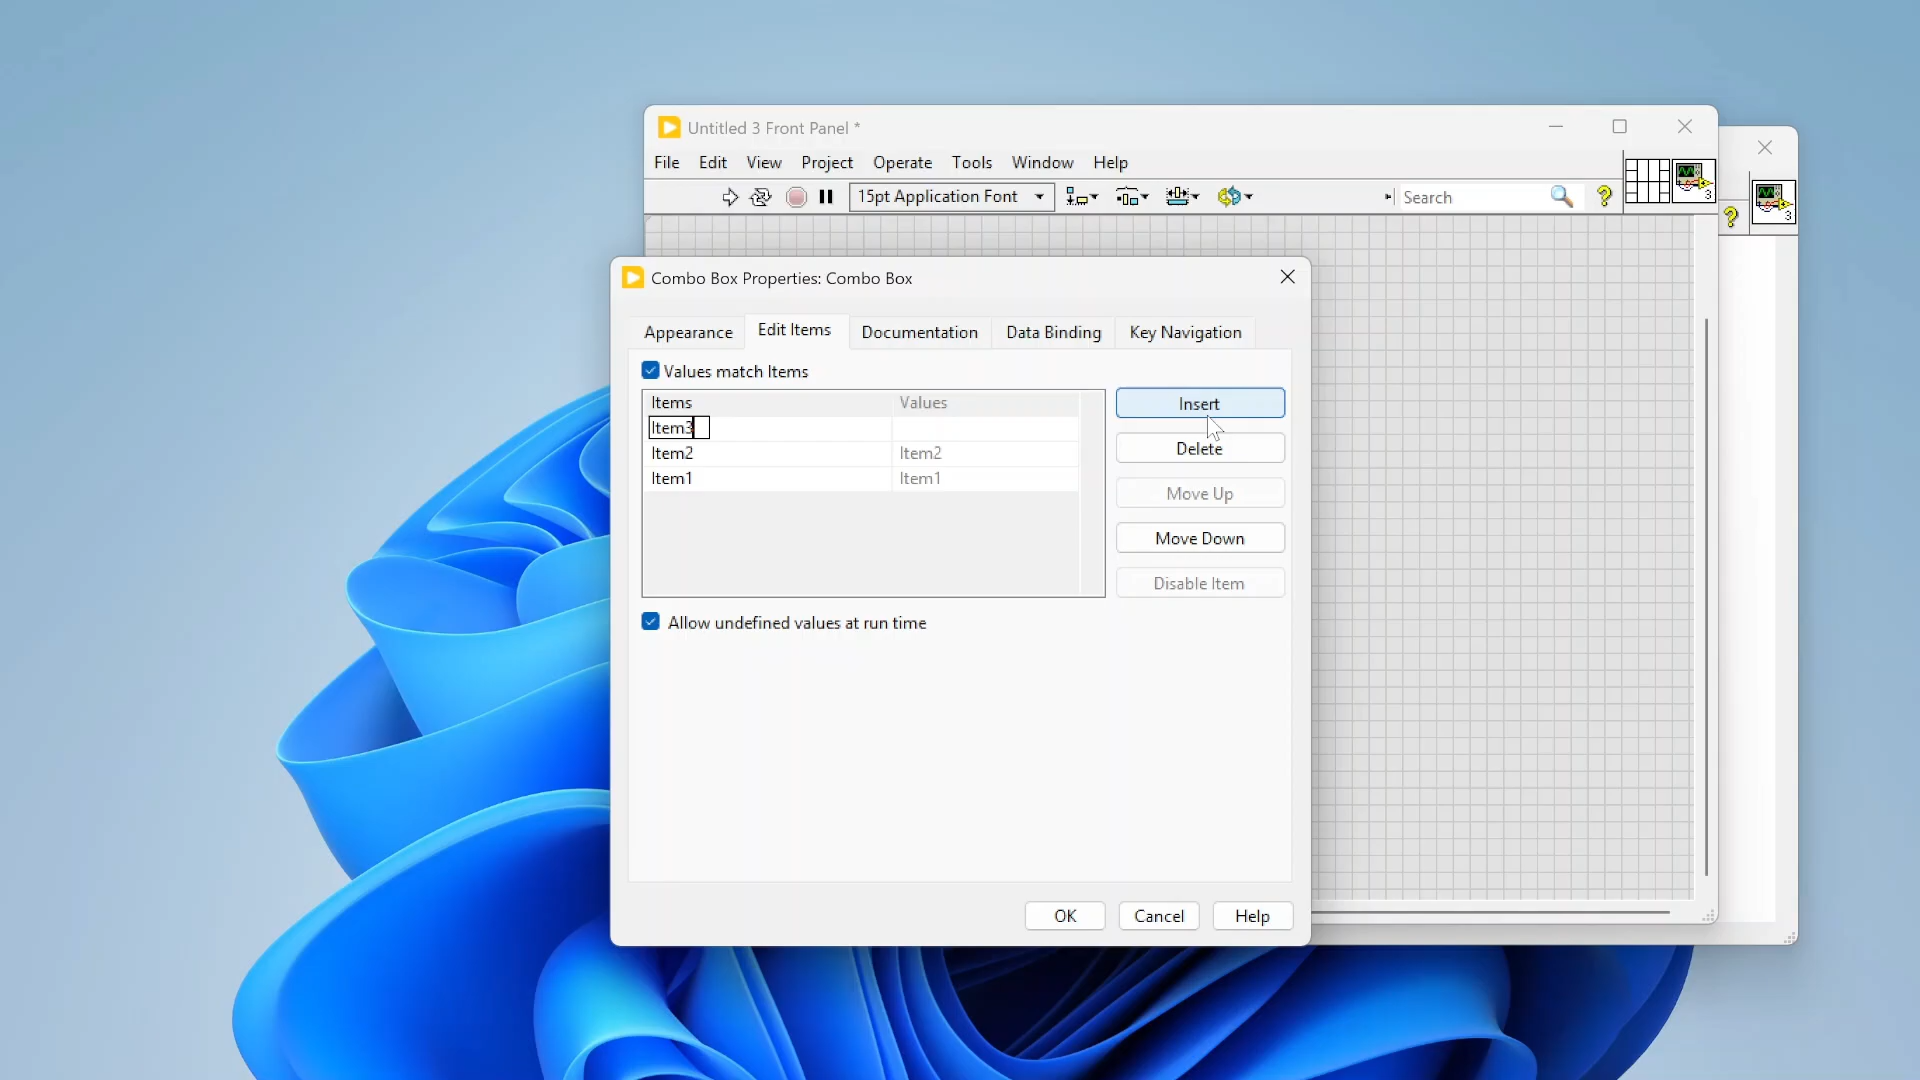 Untitled 3 Front Panel *
File Edit View Project Operate Tools Window Help
15pt Application Font Search ? 3
? 3
Combo Box Properties: Combo Box
Appearance Edit Items Documentation Data Binding Key Navigation
Values match Items
Items Values Insert
Item3
Item2 Item2 Delete
Item1 Item1
Move Up
Move Down
Disable Item
Allow undefined values at run time
OK Cancel Help